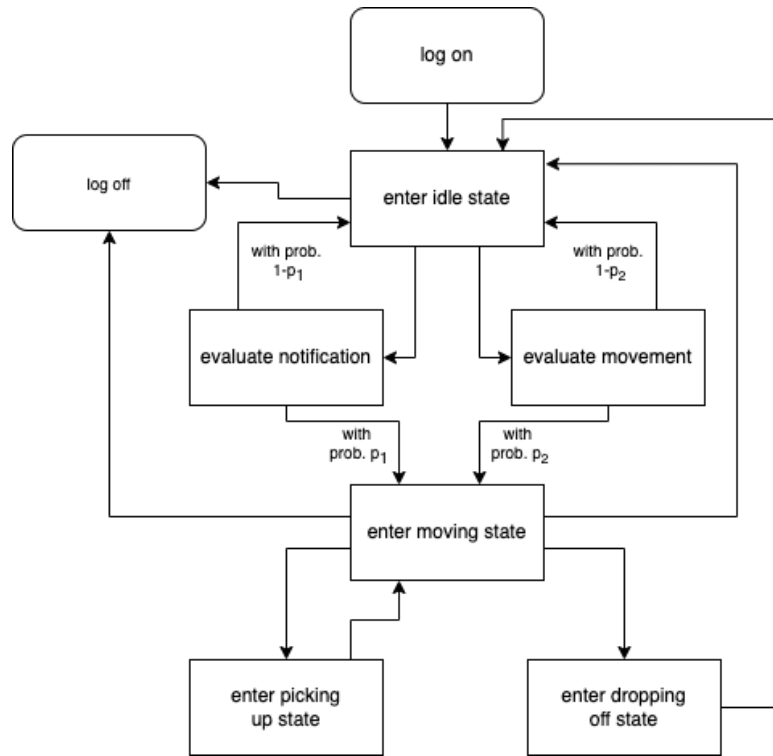 log on
log off
enter idle state
with prob.
1-p₁
with prob.
1-p₂
evaluate notification
evaluate movement
with
prob. p₁
with
prob. p₂
enter moving state
enter picking
up state
enter dropping
off state